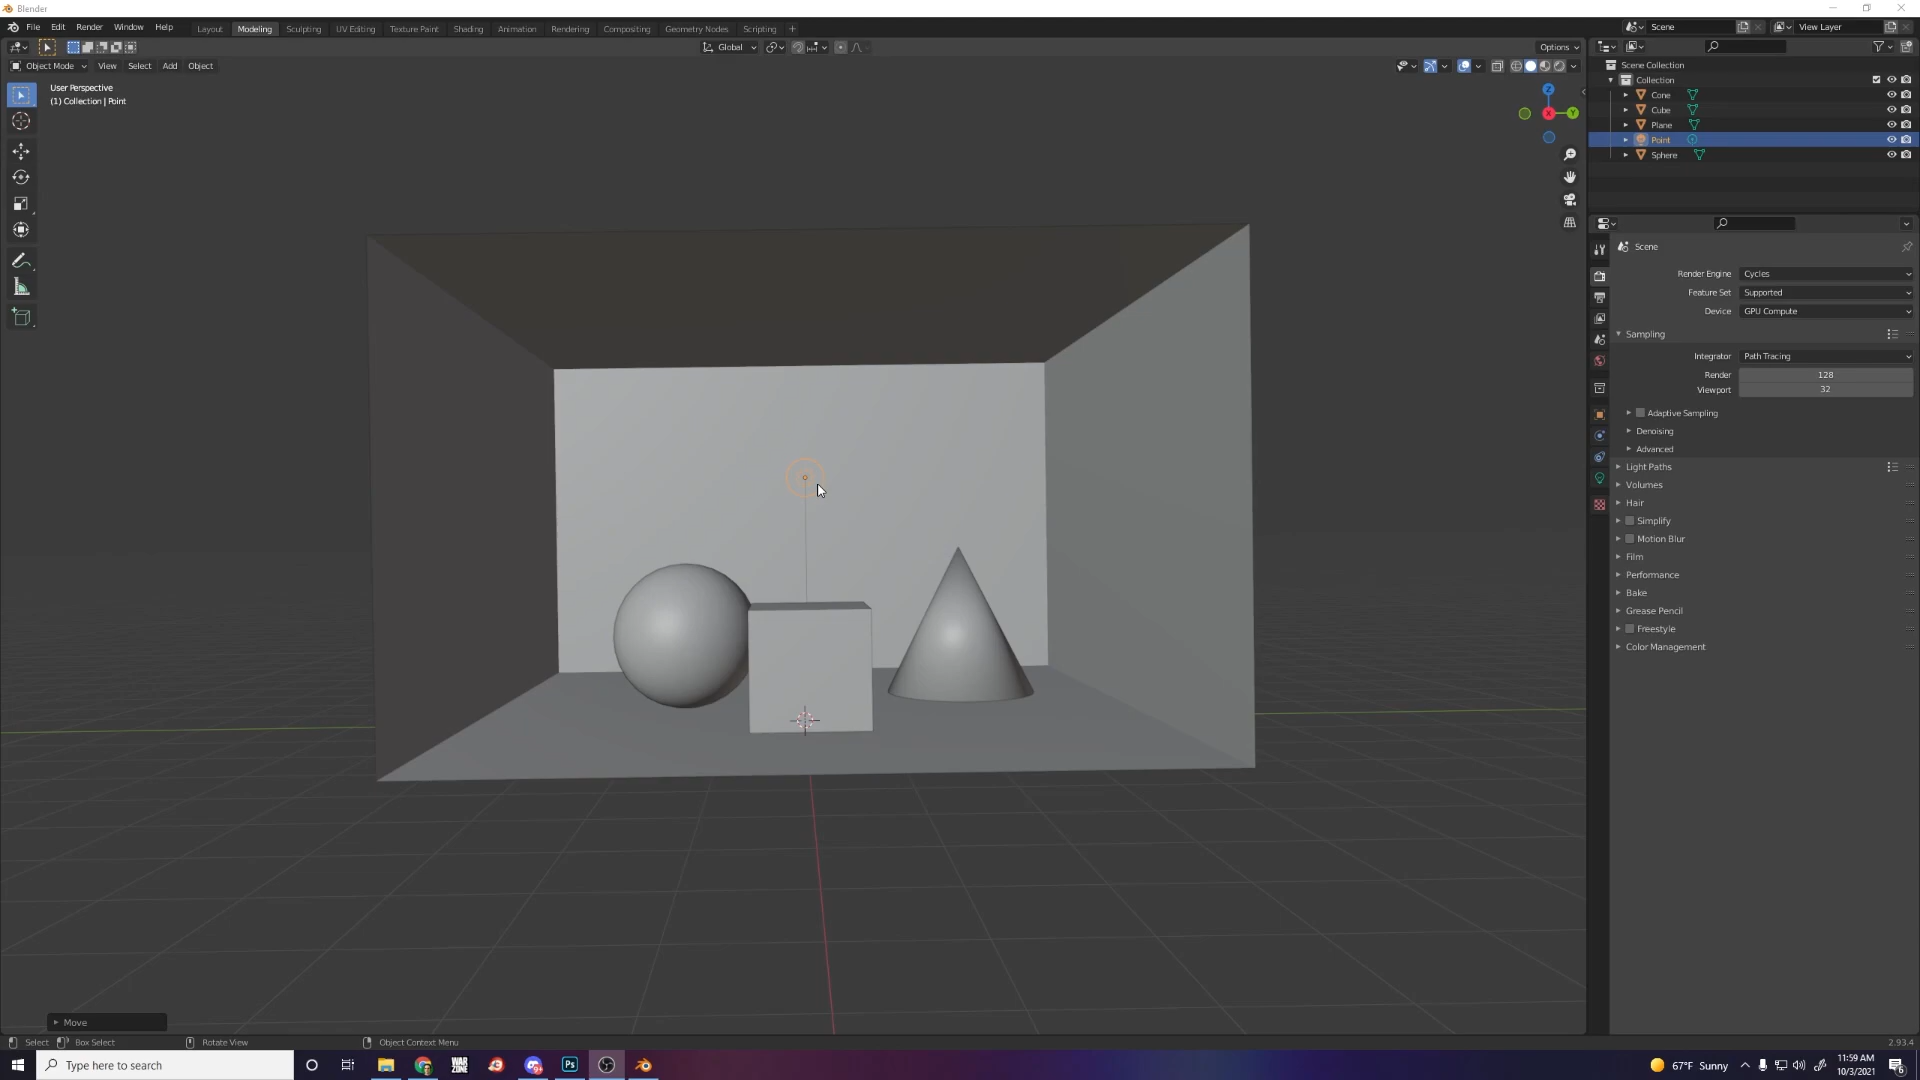 Blender
File Edit Render Window Help
Layout Modeling Sculpting UV Editing Texture Paint Shading Animation Rendering Compositing Geometry Nodes Scripting +
Scene
View Layer
Global
Options
Object Mode View Select Add Object
User Perspective
(1) Collection | Point
Z
X
Y
Scene Collection
Collection
Cone
Cube
Plane
Point
Sphere
Scene
Render Engine Cycles
Feature Set Supported
Device GPU Compute
Sampling
Integrator Path Tracing
Render 128
Viewport 32
Adaptive Sampling
Denoising
Advanced
Light Paths
Volumes
Hair
Simplify
Motion Blur
Film
Performance
Bake
Grease Pencil
Freestyle
Color Management
Move
Select Box Select Rotate View Object Context Menu
2.93.4
Type here to search
WAR
ZONE
9+
Ps
67°F Sunny
11:59 AM
10/3/2021
6